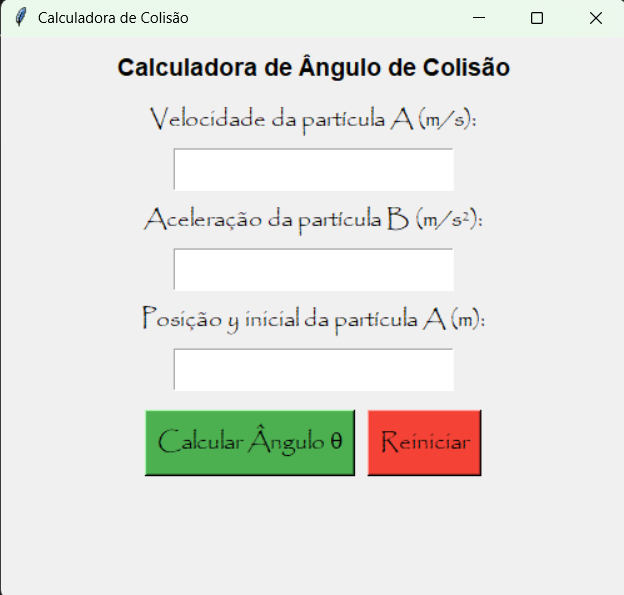 Calculadora de Colisão
Calculadora de Ângulo de Colisão
Velocidade da partícula A (m/s):
Aceleração da partícula B (m/s²):
Posição y inicial da partícula A (m):
Calcular Ângulo θ Reiniciar